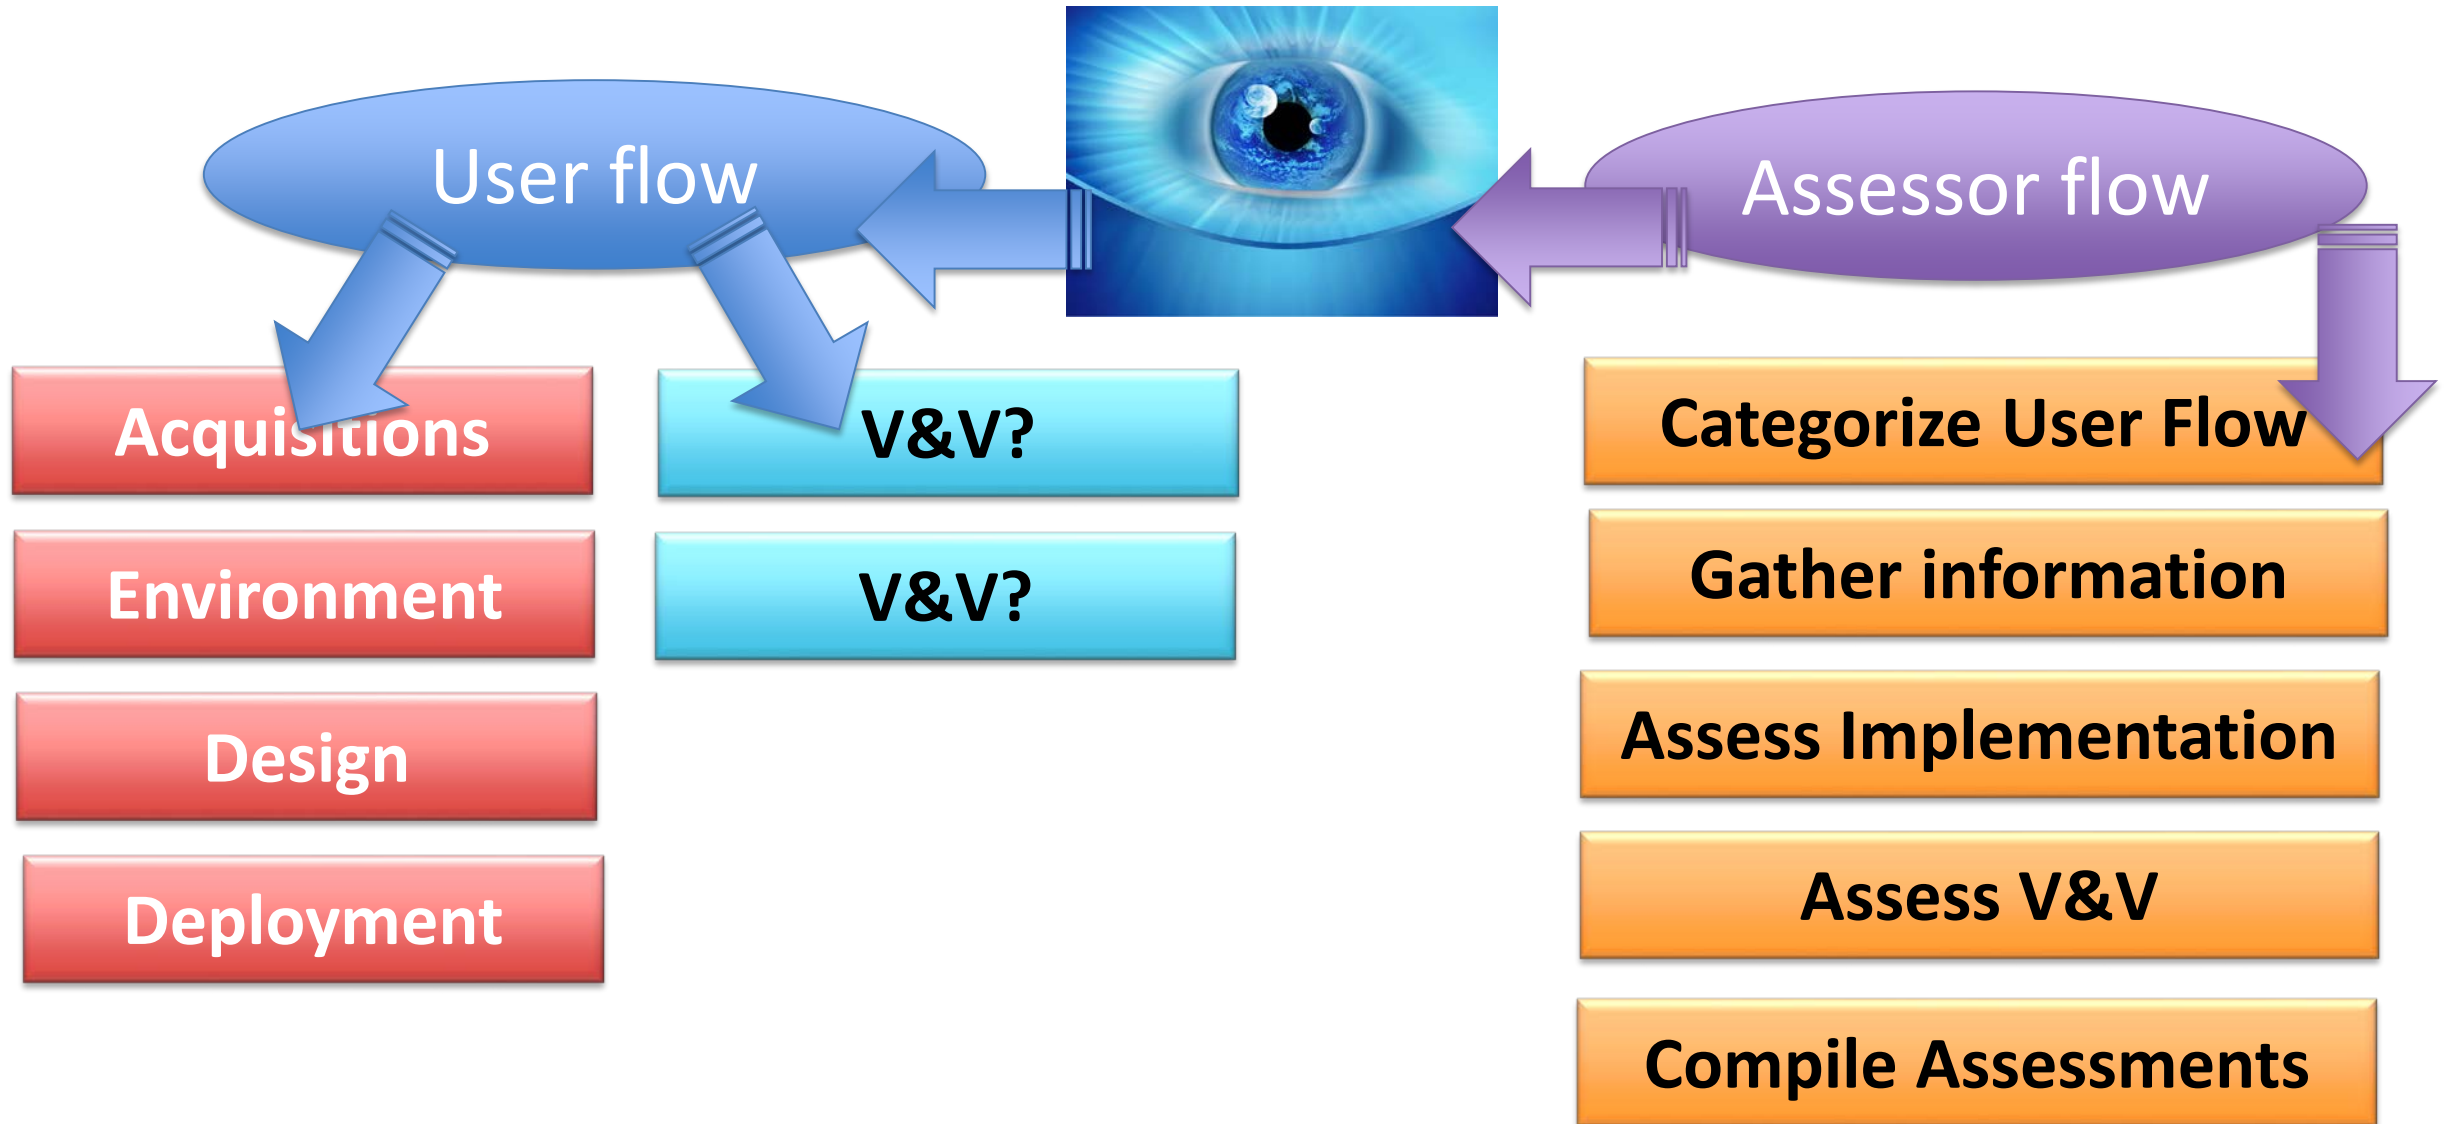 User flow
Assessor flow
Acquisitions
V&V?
Categorize User Flow
Environment
V&V?
Gather information
Design
Assess Implementation
Deployment
Assess V&V
Compile Assessments